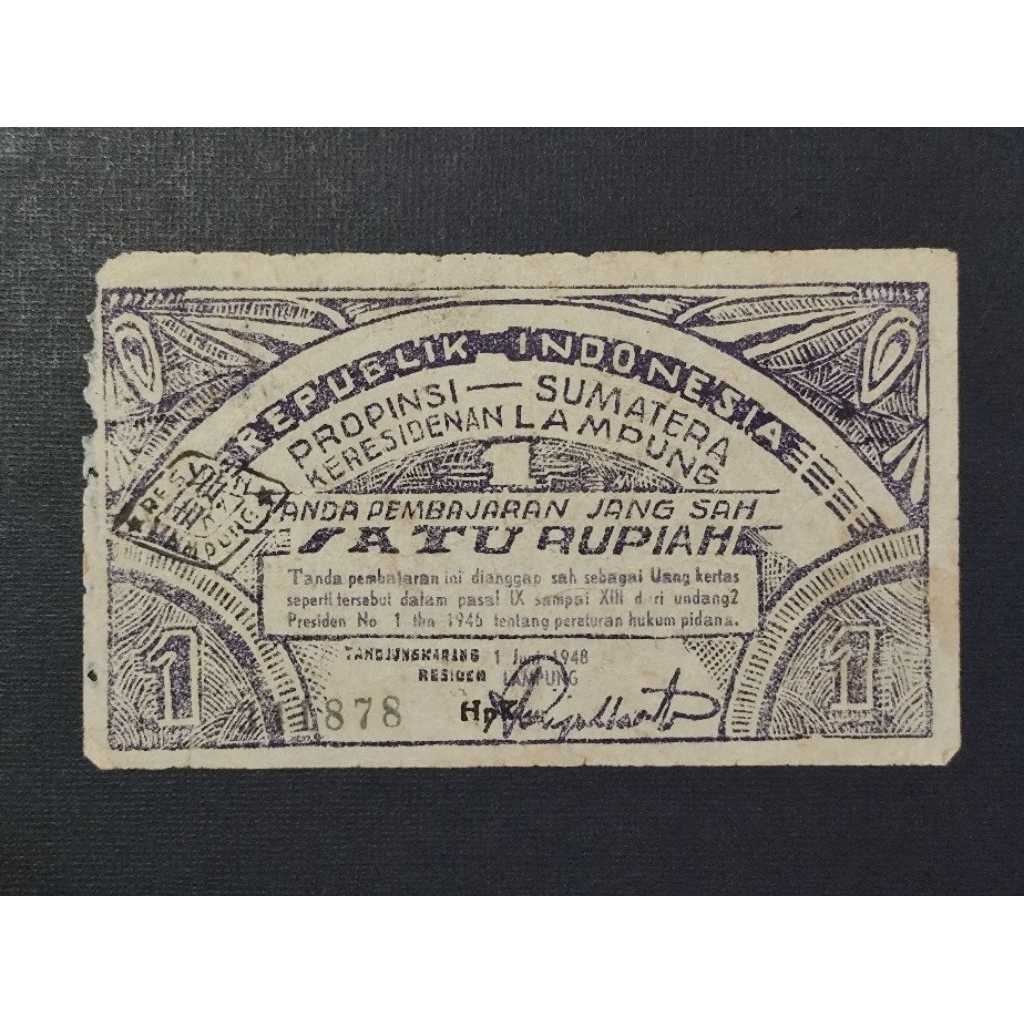 REPUBLIK INDONESIA
PROPINSI — SUMATERA
KERESIDENAN LAMPUNG
1
TANDA PEMBAJARAN JANG SAH
SATU RUPIAH
Tanda pembajaran ini dianggap sah sebagai Uang kertas
seperti tersebut dalam pasal IX sampai XIII dari undang2
Presiden No 1 thn 1946 tentang peraturan hukum pidana.
TANDJUNGKARANG 1 Juni 1948
RESIDEN LAMPUNG
1
1
1878
LAMPUNG